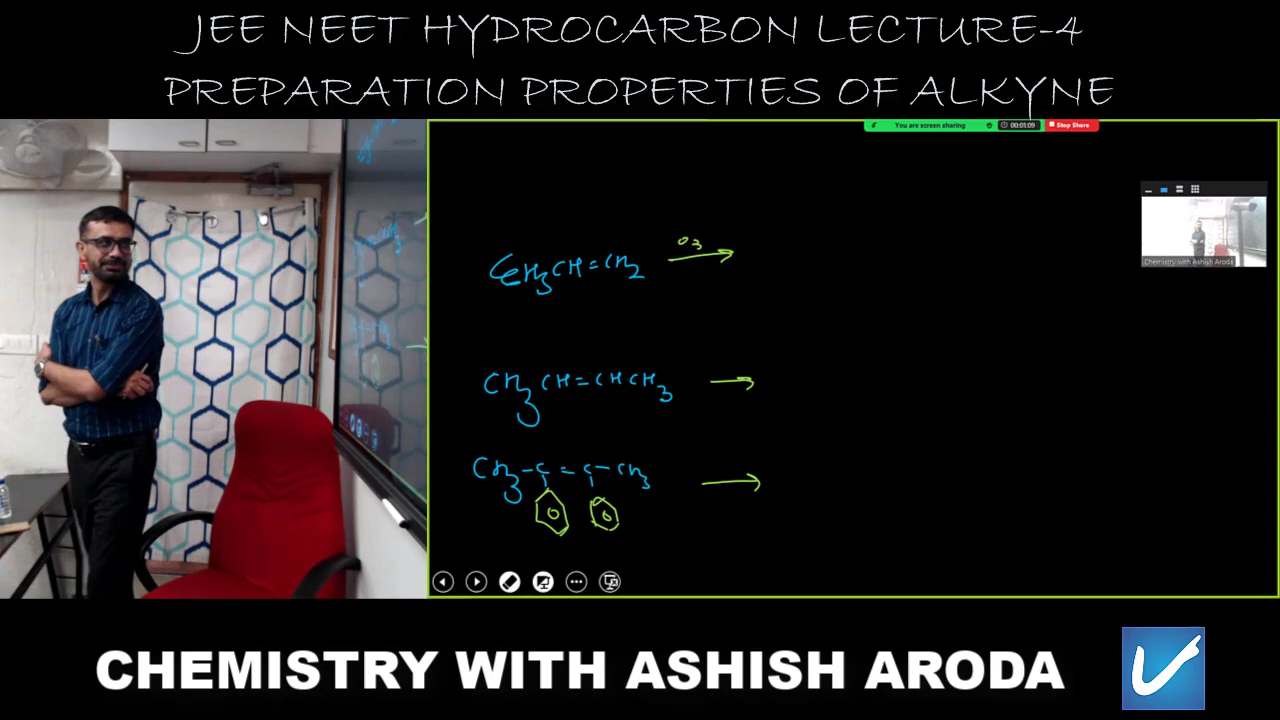 JEE NEET HYDROCARBON LECTURE-4
PREPARATION PROPERTIES OF ALKYNE
You are screen sharing 00:01:09 Stop Share
O3
CH3CH=CH2
Chemistry with Ashish Aroda
CH3CH=CHCH3
CH3-C=C-CH3
CHEMISTRY WITH ASHISH ARODA